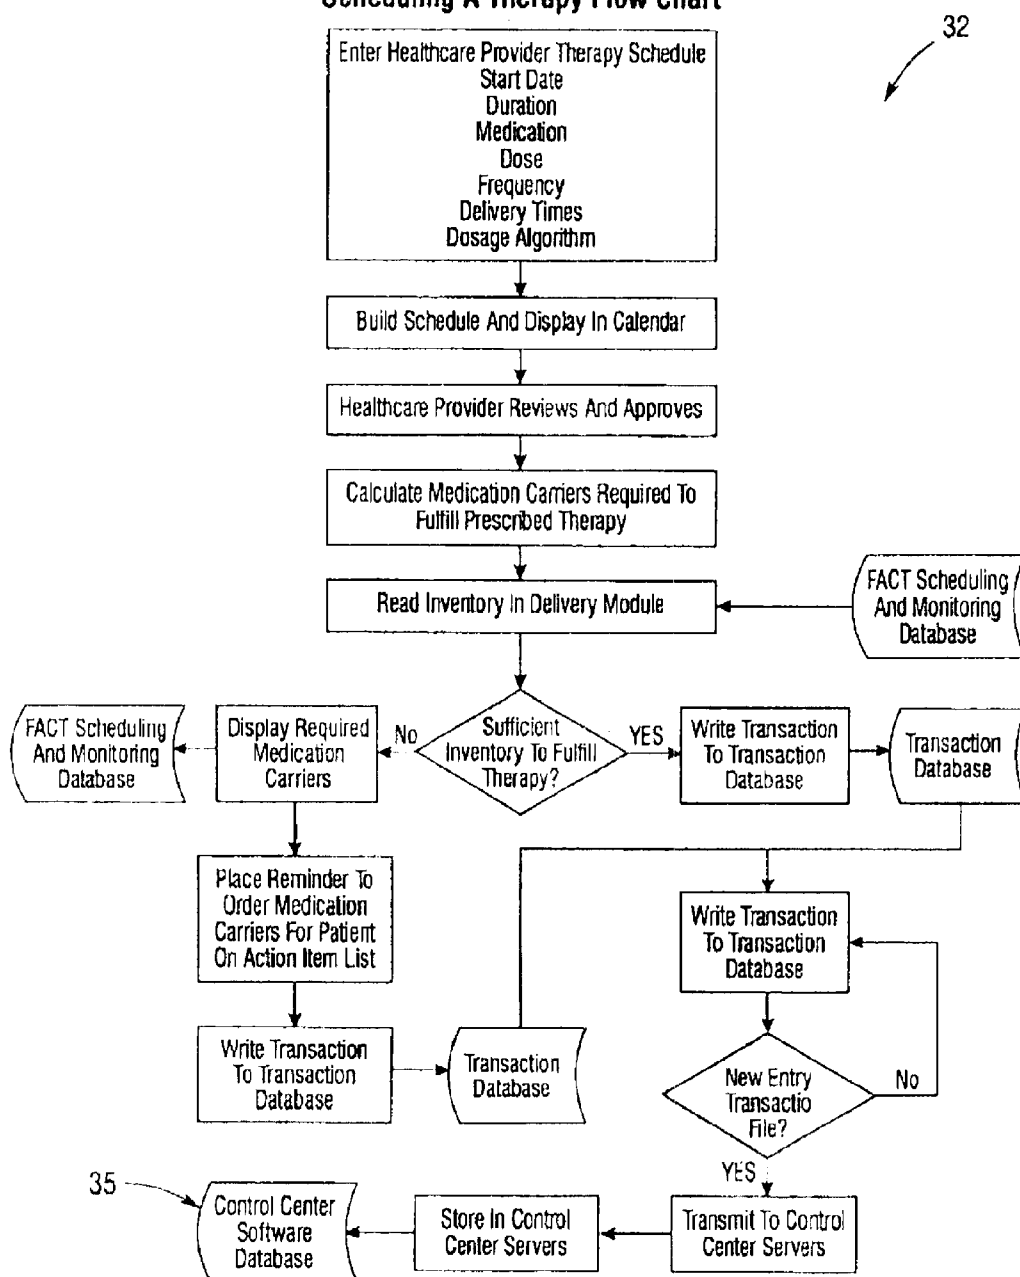 Scheduling A Therapy Flow Chart
32
Enter Healthcare Provider Therapy Schedule
Start Date
Duration
Medication
Dose
Frequency
Delivery Times
Dosage Algorithm
Build Schedule And Display In Calendar
Healthcare Provider Reviews And Approves
Calculate Medication Carriers Required To
Fulfill Prescribed Therapy
Read Inventory In Delivery Module
FACT Scheduling
And Monitoring
Database
FACT Scheduling
And Monitoring
Database
Display Required
Medication
Carriers
No
Sufficient
Inventory To Fulfill
Therapy?
YES
Write Transaction
To Transaction
Database
Transaction
Database
Place Reminder To
Order Medication
Carriers For Patient
On Action Item List
Write Transaction
To Transaction
Database
Write Transaction
To Transaction
Database
Transaction
Database
New Entry
Transactio
File?
No
YES
35
Control Center
Software
Database
Store In Control
Center Servers
Transmit To Control
Center Servers